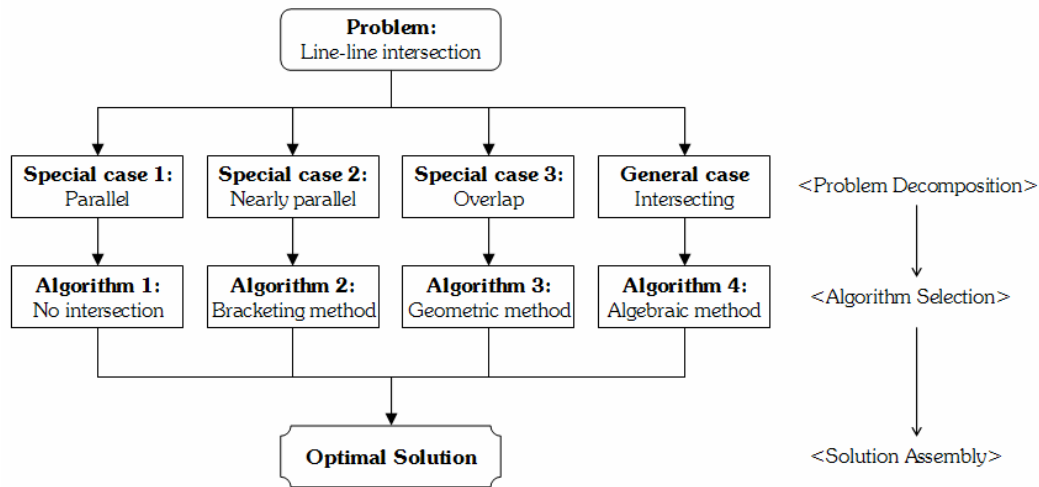 Problem:
Line-line intersection
Special case 1:
Parallel
Special case 2:
Nearly parallel
Special case 3:
Overlap
General case
Intersecting
<Problem Decomposition>
Algorithm 1:
No intersection
Algorithm 2:
Bracketing method
Algorithm 3:
Geometric method
Algorithm 4:
Algebraic method
<Algorithm Selection>
Optimal Solution
<Solution Assembly>